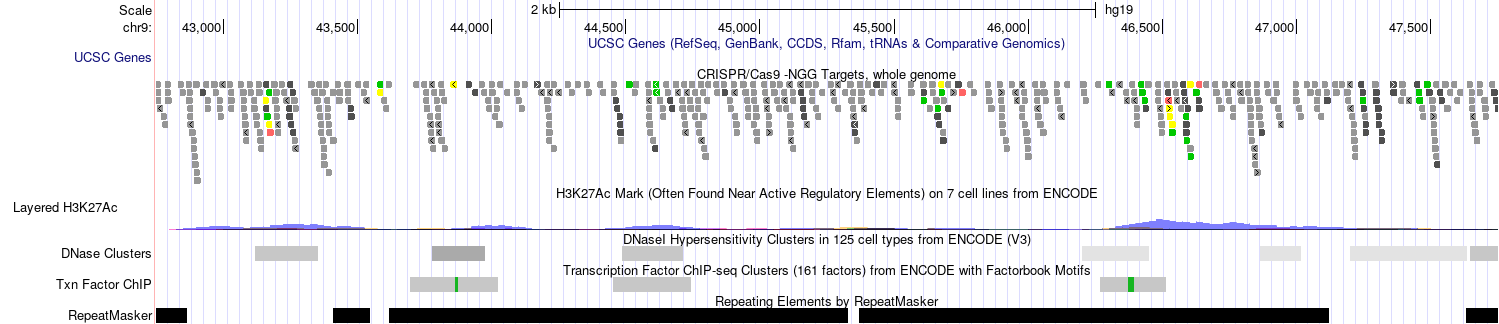 Scale 2 kb hg19
chr9: 43,000 43,500 44,000 44,500 45,000 45,500 46,000 46,500 47,000 47,500
UCSC Genes (RefSeq, GenBank, CCDS, Rfam, tRNAs & Comparative Genomics)
UCSC Genes
CRISPR/Cas9 -NGG Targets, whole genome
H3K27Ac Mark (Often Found Near Active Regulatory Elements) on 7 cell lines from ENCODE
Layered H3K27Ac
DNaseI Hypersensitivity Clusters in 125 cell types from ENCODE (V3)
DNase Clusters
Transcription Factor ChIP-seq Clusters (161 factors) from ENCODE with Factorbook Motifs
Txn Factor ChIP
Repeating Elements by RepeatMasker
RepeatMasker